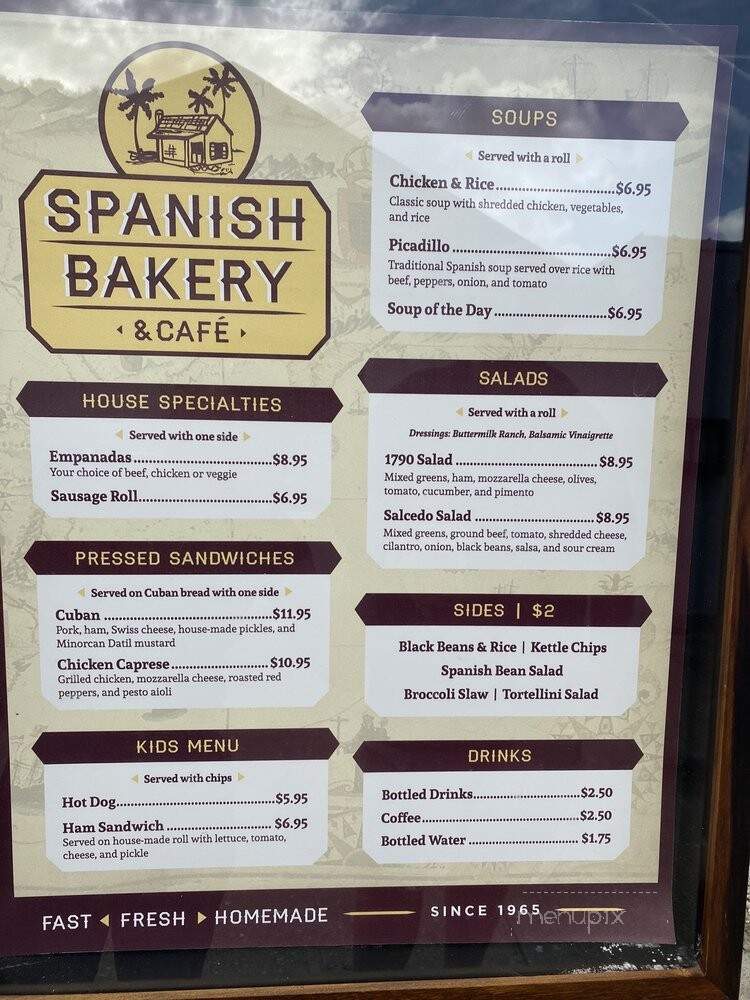 SPANISH
BAKERY
& CAFÉ
HOUSE SPECIALTIES
Served with one side
Empanadas....................$8.95
Your choice of beef, chicken or veggie
Sausage Roll....................$6.95
PRESSED SANDWICHES
Served on Cuban bread with one side
Cuban ....................$11.95
Pork, ham, Swiss cheese, house-made pickles, and
Minorcan Datil mustard
Chicken Caprese....................$10.95
Grilled chicken, mozzarella cheese, roasted red
peppers, and pesto aioli
KIDS MENU
Served with chips
Hot Dog....................$5.95
Ham Sandwich ....................$6.95
Served on house-made roll with lettuce, tomato,
cheese, and pickle
SOUPS
Served with a roll
Chicken & Rice....................$6.95
Classic soup with shredded chicken, vegetables,
and rice
Picadillo ....................$6.95
Traditional Spanish soup served over rice with
beef, peppers, onion, and tomato
Soup of the Day ....................$6.95
SALADS
Served with a roll
Dressings: Buttermilk Ranch, Balsamic Vinaigrette
1790 Salad ....................$8.95
Mixed greens, ham, mozzarella cheese, olives,
tomato, cucumber, and pimento
Salcedo Salad ....................$8.95
Mixed greens, ground beef, tomato, shredded cheese,
cilantro, onion, black beans, salsa, and sour cream
SIDES | $2
Black Beans & Rice | Kettle Chips
Spanish Bean Salad
Broccoli Slaw | Tortellini Salad
DRINKS
Bottled Drinks....................$2.50
Coffee....................$2.50
Bottled Water ....................$1.75
FAST FRESH HOMEMADE SINCE 1965
menupix